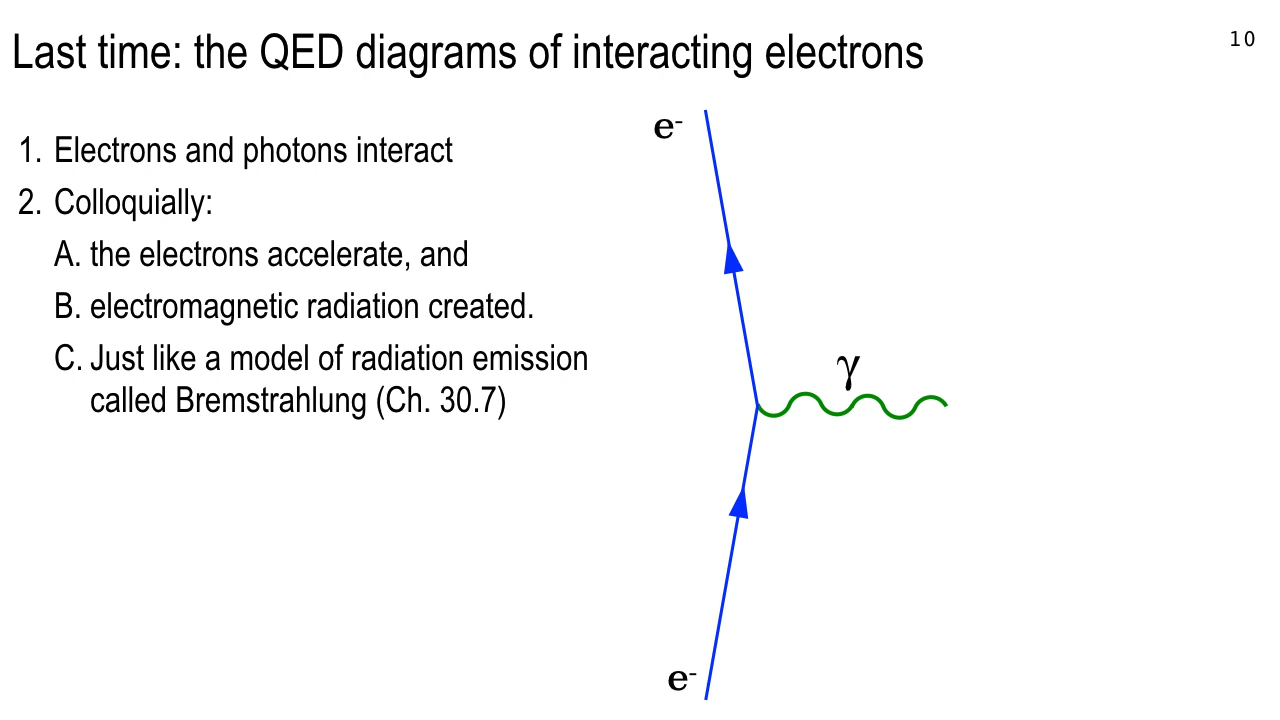 Last time: the QED diagrams of interacting electrons
10
1. Electrons and photons interact
2. Colloquially:
A. the electrons accelerate, and
B. electromagnetic radiation created.
C. Just like a model of radiation emission
called Bremstrahlung (Ch. 30.7)
e-
γ
e-